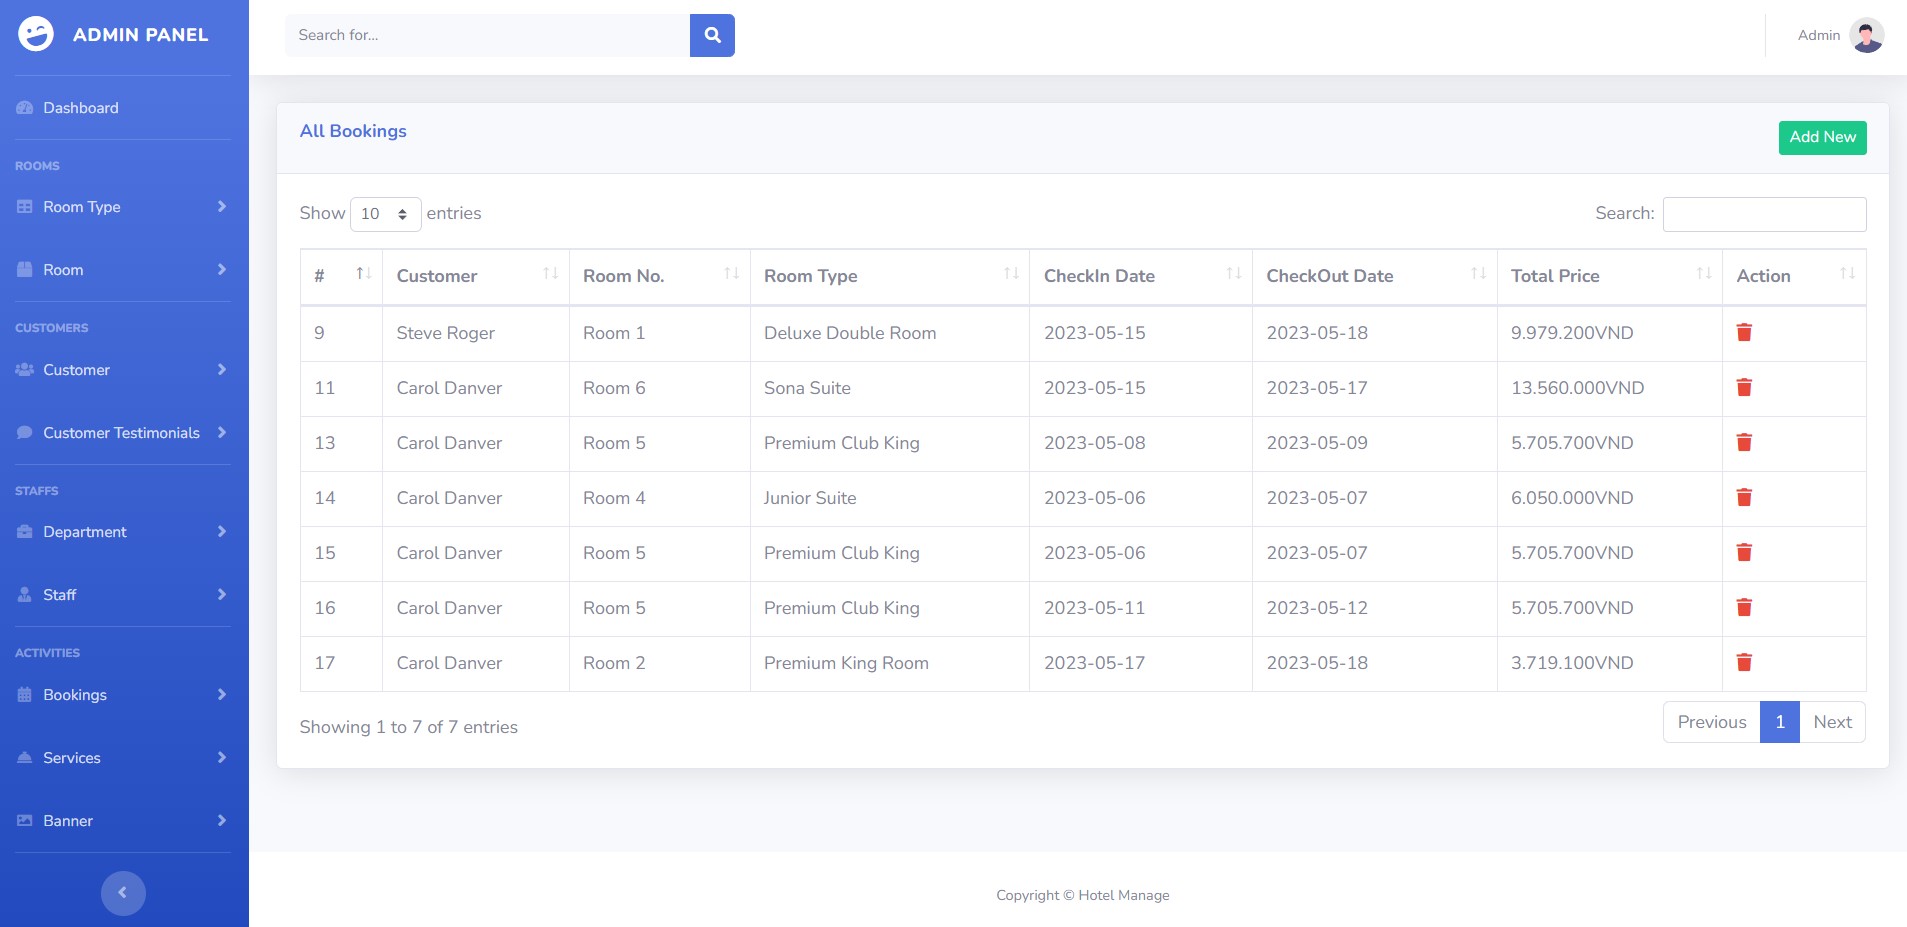 ADMIN PANEL
Search for...
Admin
Dashboard
ROOMS
Room Type
Room
CUSTOMERS
Customer
Customer Testimonials
STAFFS
Department
Staff
ACTIVITIES
Bookings
Services
Banner
All Bookings
Add New
Show 10 entries
Search:
# Customer Room No. Room Type CheckIn Date CheckOut Date Total Price Action
9 Steve Roger Room 1 Deluxe Double Room 2023-05-15 2023-05-18 9.979.200VND
11 Carol Danver Room 6 Sona Suite 2023-05-15 2023-05-17 13.560.000VND
13 Carol Danver Room 5 Premium Club King 2023-05-08 2023-05-09 5.705.700VND
14 Carol Danver Room 4 Junior Suite 2023-05-06 2023-05-07 6.050.000VND
15 Carol Danver Room 5 Premium Club King 2023-05-06 2023-05-07 5.705.700VND
16 Carol Danver Room 5 Premium Club King 2023-05-11 2023-05-12 5.705.700VND
17 Carol Danver Room 2 Premium King Room 2023-05-17 2023-05-18 3.719.100VND
Showing 1 to 7 of 7 entries
Previous 1 Next
Copyright © Hotel Manage